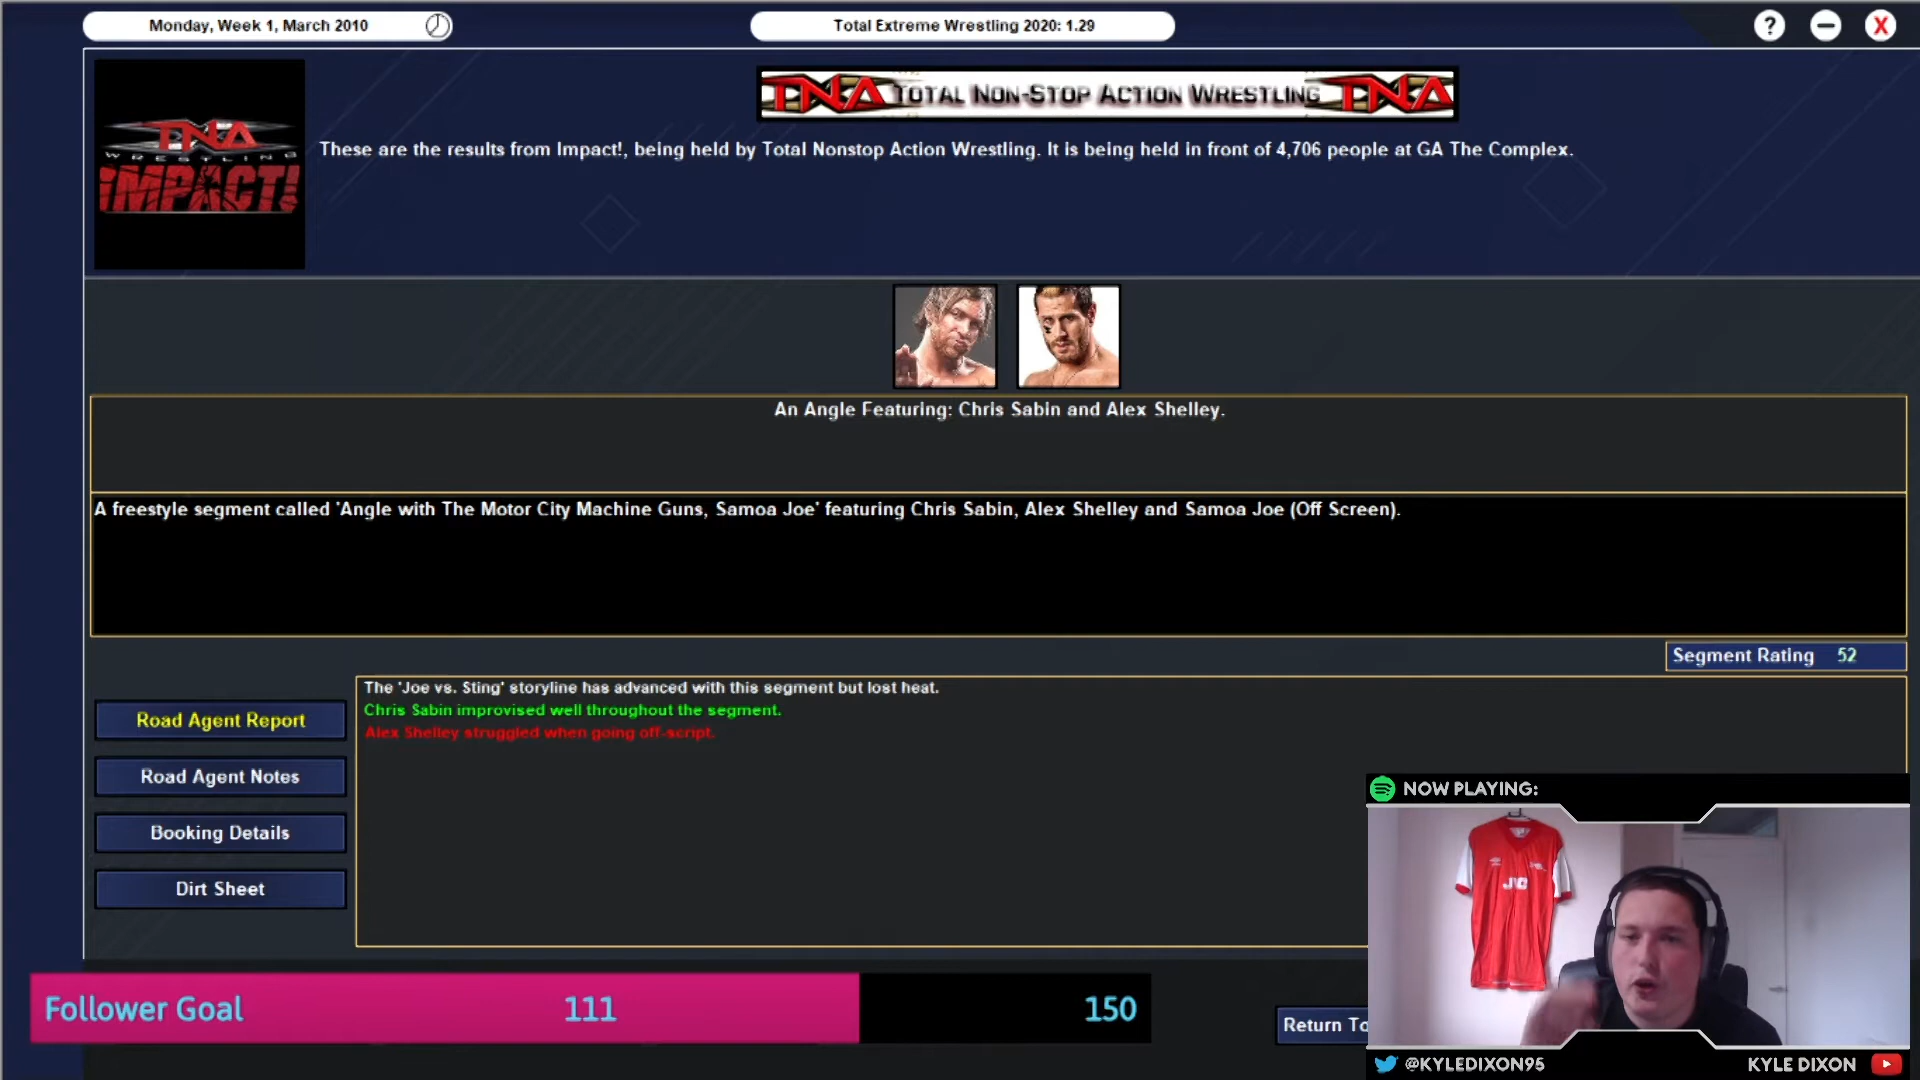 Monday, Week 1, March 2010
Total Extreme Wrestling 2020: 1.29
?
X
TNA
WRESTLING
iMPACT!
TNA TOTAL NON-STOP ACTION WRESTLING TNA
These are the results from Impact!, being held by Total Nonstop Action Wrestling. It is being held in front of 4,706 people at GA The Complex.
An Angle Featuring: Chris Sabin and Alex Shelley.
A freestyle segment called 'Angle with The Motor City Machine Guns, Samoa Joe' featuring Chris Sabin, Alex Shelley and Samoa Joe (Off Screen).
Segment Rating 52
Road Agent Report
Road Agent Notes
Booking Details
Dirt Sheet
The 'Joe vs. Sting' storyline has advanced with this segment but lost heat.
Chris Sabin improvised well throughout the segment.
Alex Shelley struggled when going off-script.
NOW PLAYING:
JVC
Follower Goal 111 150
Return To
@KYLEDIXON95
KYLE DIXON